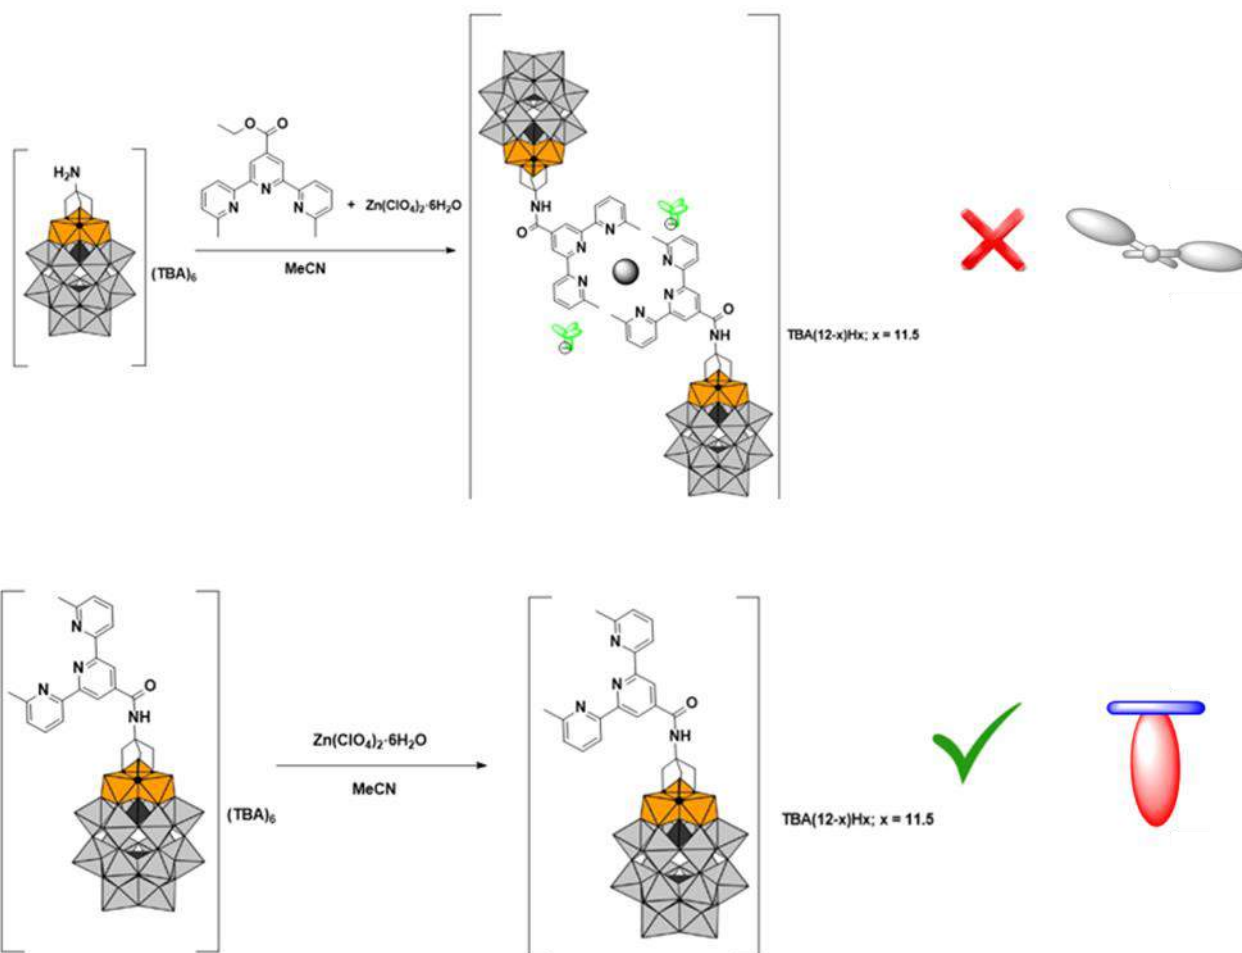 O
O
N
N
N
+ Zn(ClO₄)₂·6H₂O
MeCN
H₂N
(TBA)₆
NH
O
N
N
N
N
N
N
O
NH
TBA(12-x)Hx; x = 11.5
N
N
N
O
NH
(TBA)₆
Zn(ClO₄)₂·6H₂O
MeCN
N
N
N
O
NH
TBA(12-x)Hx; x = 11.5